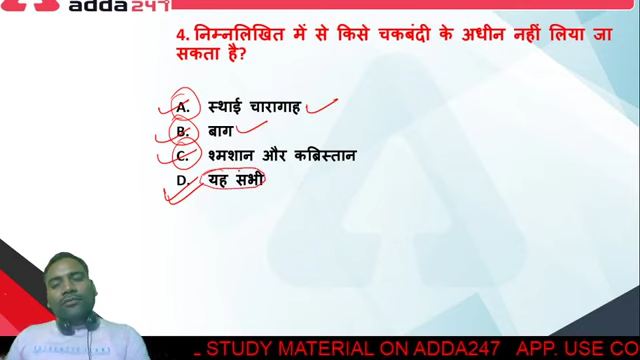 adda247
4. निम्नलिखित में से किसे चकबंदी के अधीन नहीं लिया जा
सकता है?
A. स्थाई चारागाह
B. बाग
C. श्मशान और कब्रिस्तान
D. यह सभी
STUDY MATERIAL ON ADDA247 APP, USE CO